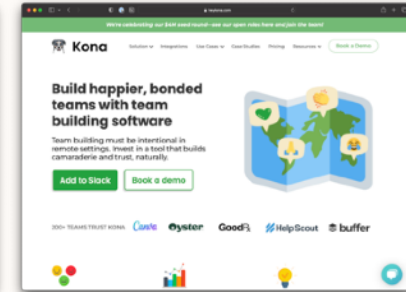 heykona.com
We're celebrating our $4M seed round—see our open roles here and join the team!
Kona
Solution Integrations Use Cases Case Studies Pricing Resources Book a Demo
Build happier, bonded
teams with team
building software
Team building must be intentional in
remote settings. Invest in a tool that builds
camaraderie and trust, naturally.
Add to Slack Book a demo
200+ TEAMS TRUST KONA Canva Oyster GoodRx HelpScout buffer